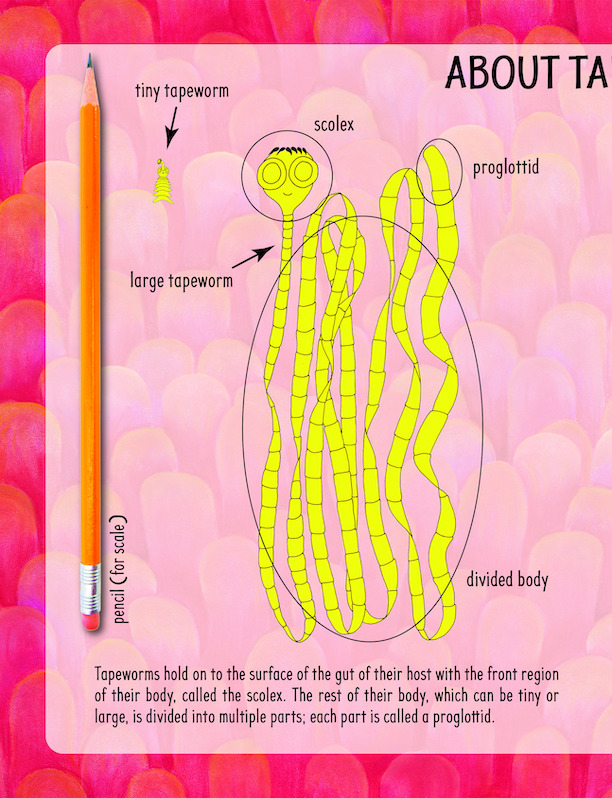 ABOUT TA
tiny tapeworm
scolex
proglottid
large tapeworm
pencil (for scale)
divided body
Tapeworms hold on to the surface of the gut of their host with the front region
of their body, called the scolex. The rest of their body, which can be tiny or
large, is divided into multiple parts; each part is called a proglottid.